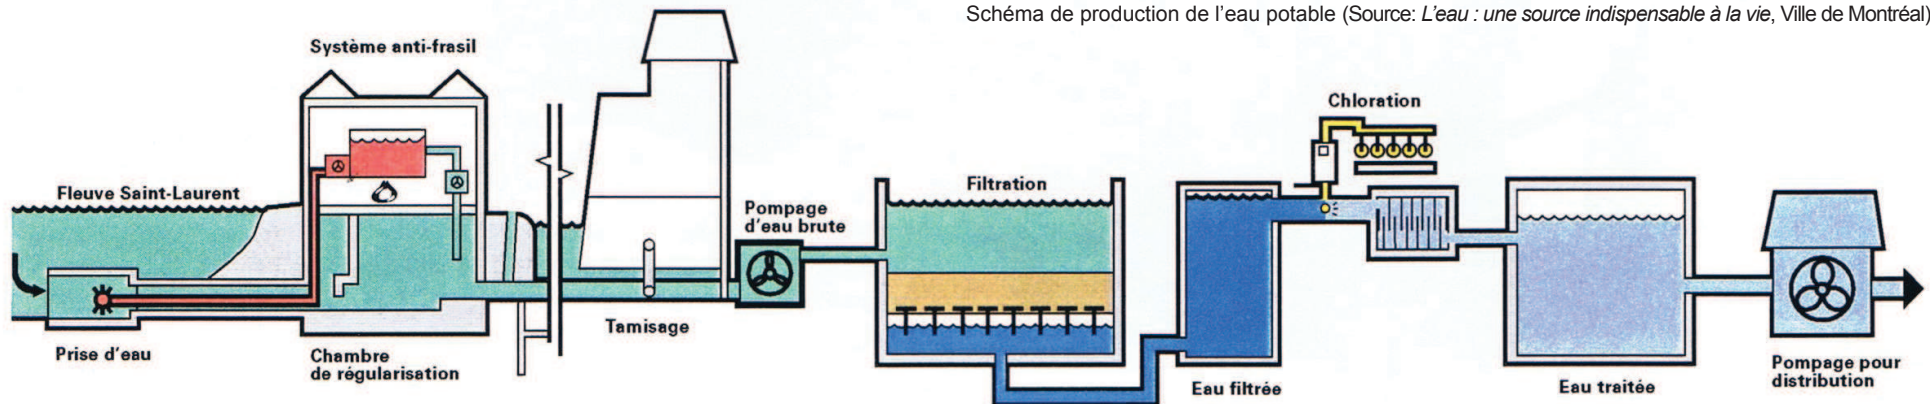 Schéma de production de l'eau potable (Source: L'eau : une source indispensable à la vie, Ville de Montréal)
Système anti-frasil
Fleuve Saint-Laurent
Prise d'eau
Chambre
de régularisation
Tamisage
Pompage
d'eau brute
Filtration
Eau filtrée
Chloration
Eau traitée
Pompage pour
distribution